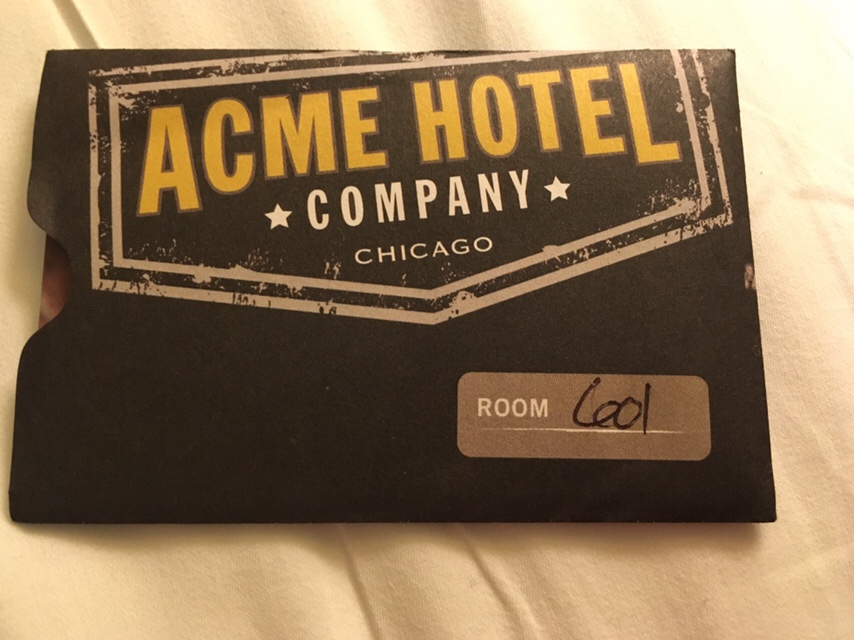 ACME HOTEL
COMPANY
CHICAGO
ROOM 601